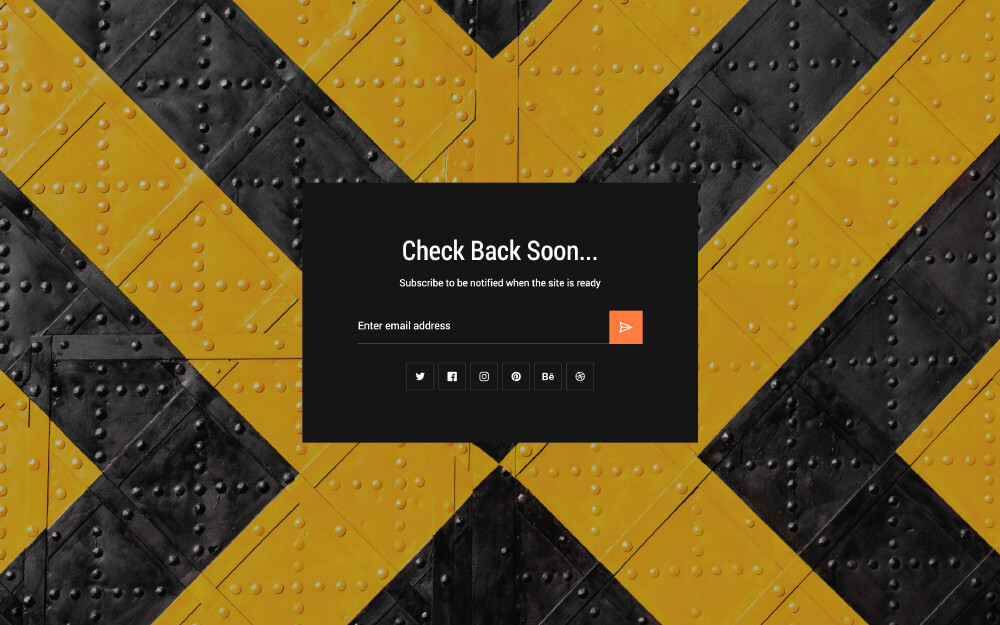 Check Back Soon...
Subscribe to be notified when the site is ready
Enter email address
Bē